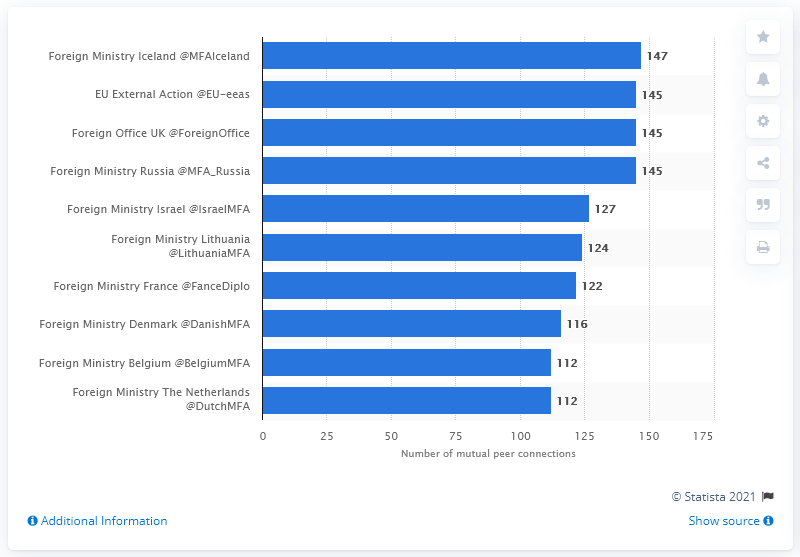 Foreign Ministry Iceland @MFAIceland 147
EU External Action @EU-eeas 145
Foreign Office UK @ForeignOffice 145
Foreign Ministry Russia @MFA_Russia 145
Foreign Ministry Israel @IsraelMFA 127
Foreign Ministry Lithuania
@LithuaniaMFA 124
Foreign Ministry France @FanceDiplo 122
Foreign Ministry Denmark @DanishMFA 116
Foreign Ministry Belgium @BelgiumMFA 112
Foreign Ministry The Netherlands
@DutchMFA 112
0 25 50 75 100 125 150 175
Number of mutual peer connections
© Statista 2021
Additional Information Show source